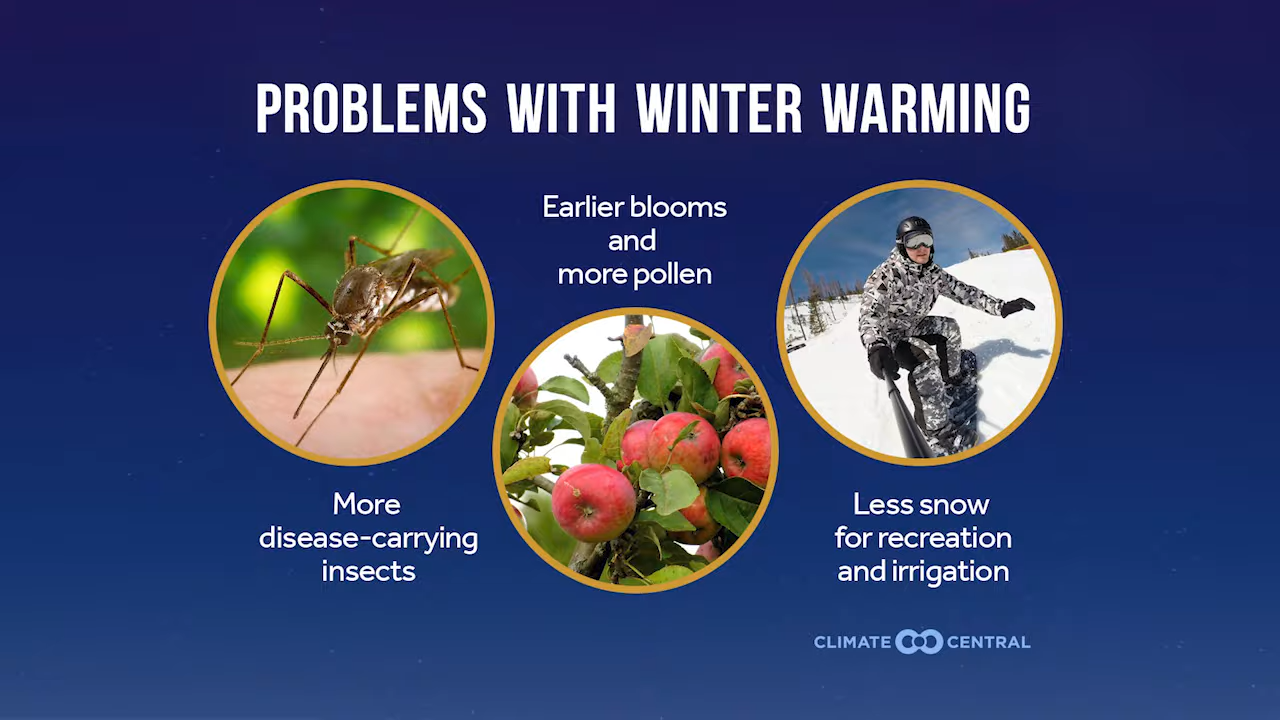 PROBLEMS WITH WINTER WARMING
More
disease-carrying
insects
Earlier blooms
and
more pollen
Less snow
for recreation
and irrigation
CLIMATE CENTRAL